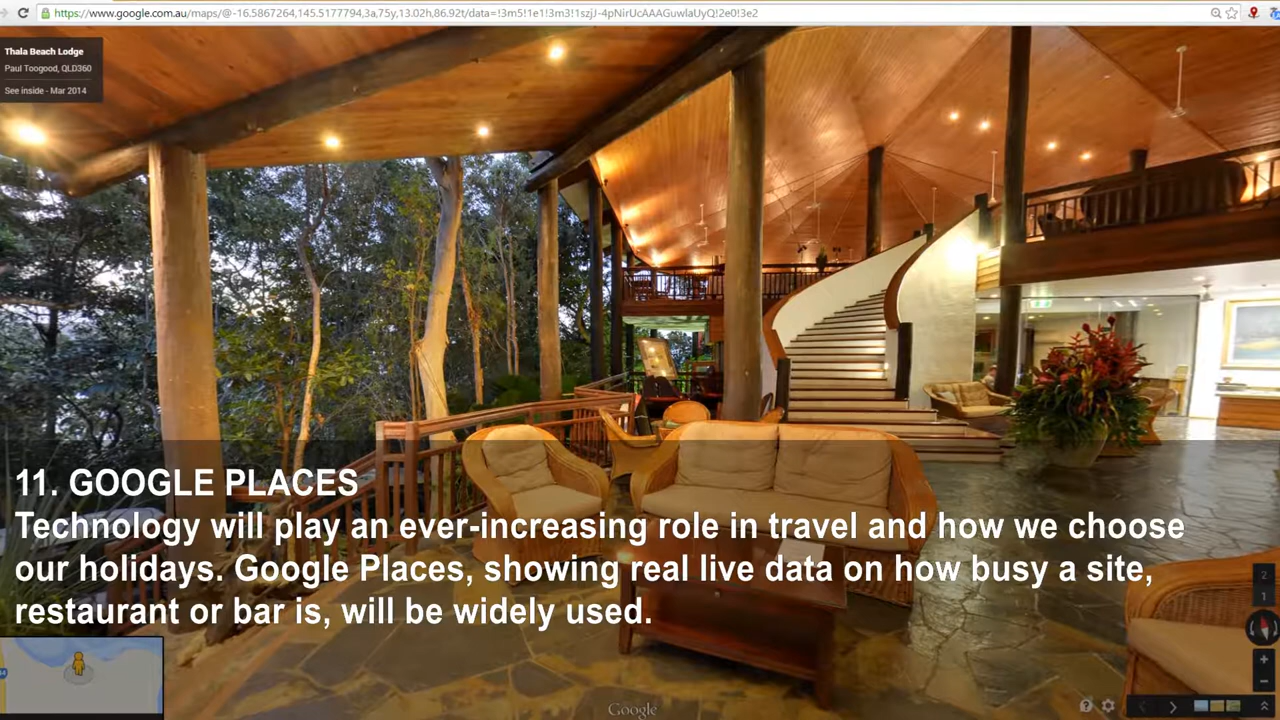 https://www.google.com.au/maps/@-16.5867264,145.5177794,3a,75y,13.02h,86.92t/data=!3m5!1e1!3m3!1szjJ-4pNirUcAAAGuwlaUyQ!2e0!3e2
Thala Beach Lodge
Paul Toogood, QLD360
See inside - Mar 2014
11. GOOGLE PLACES
Technology will play an ever-increasing role in travel and how we choose
our holidays. Google Places, showing real live data on how busy a site,
restaurant or bar is, will be widely used.
2
1
Google